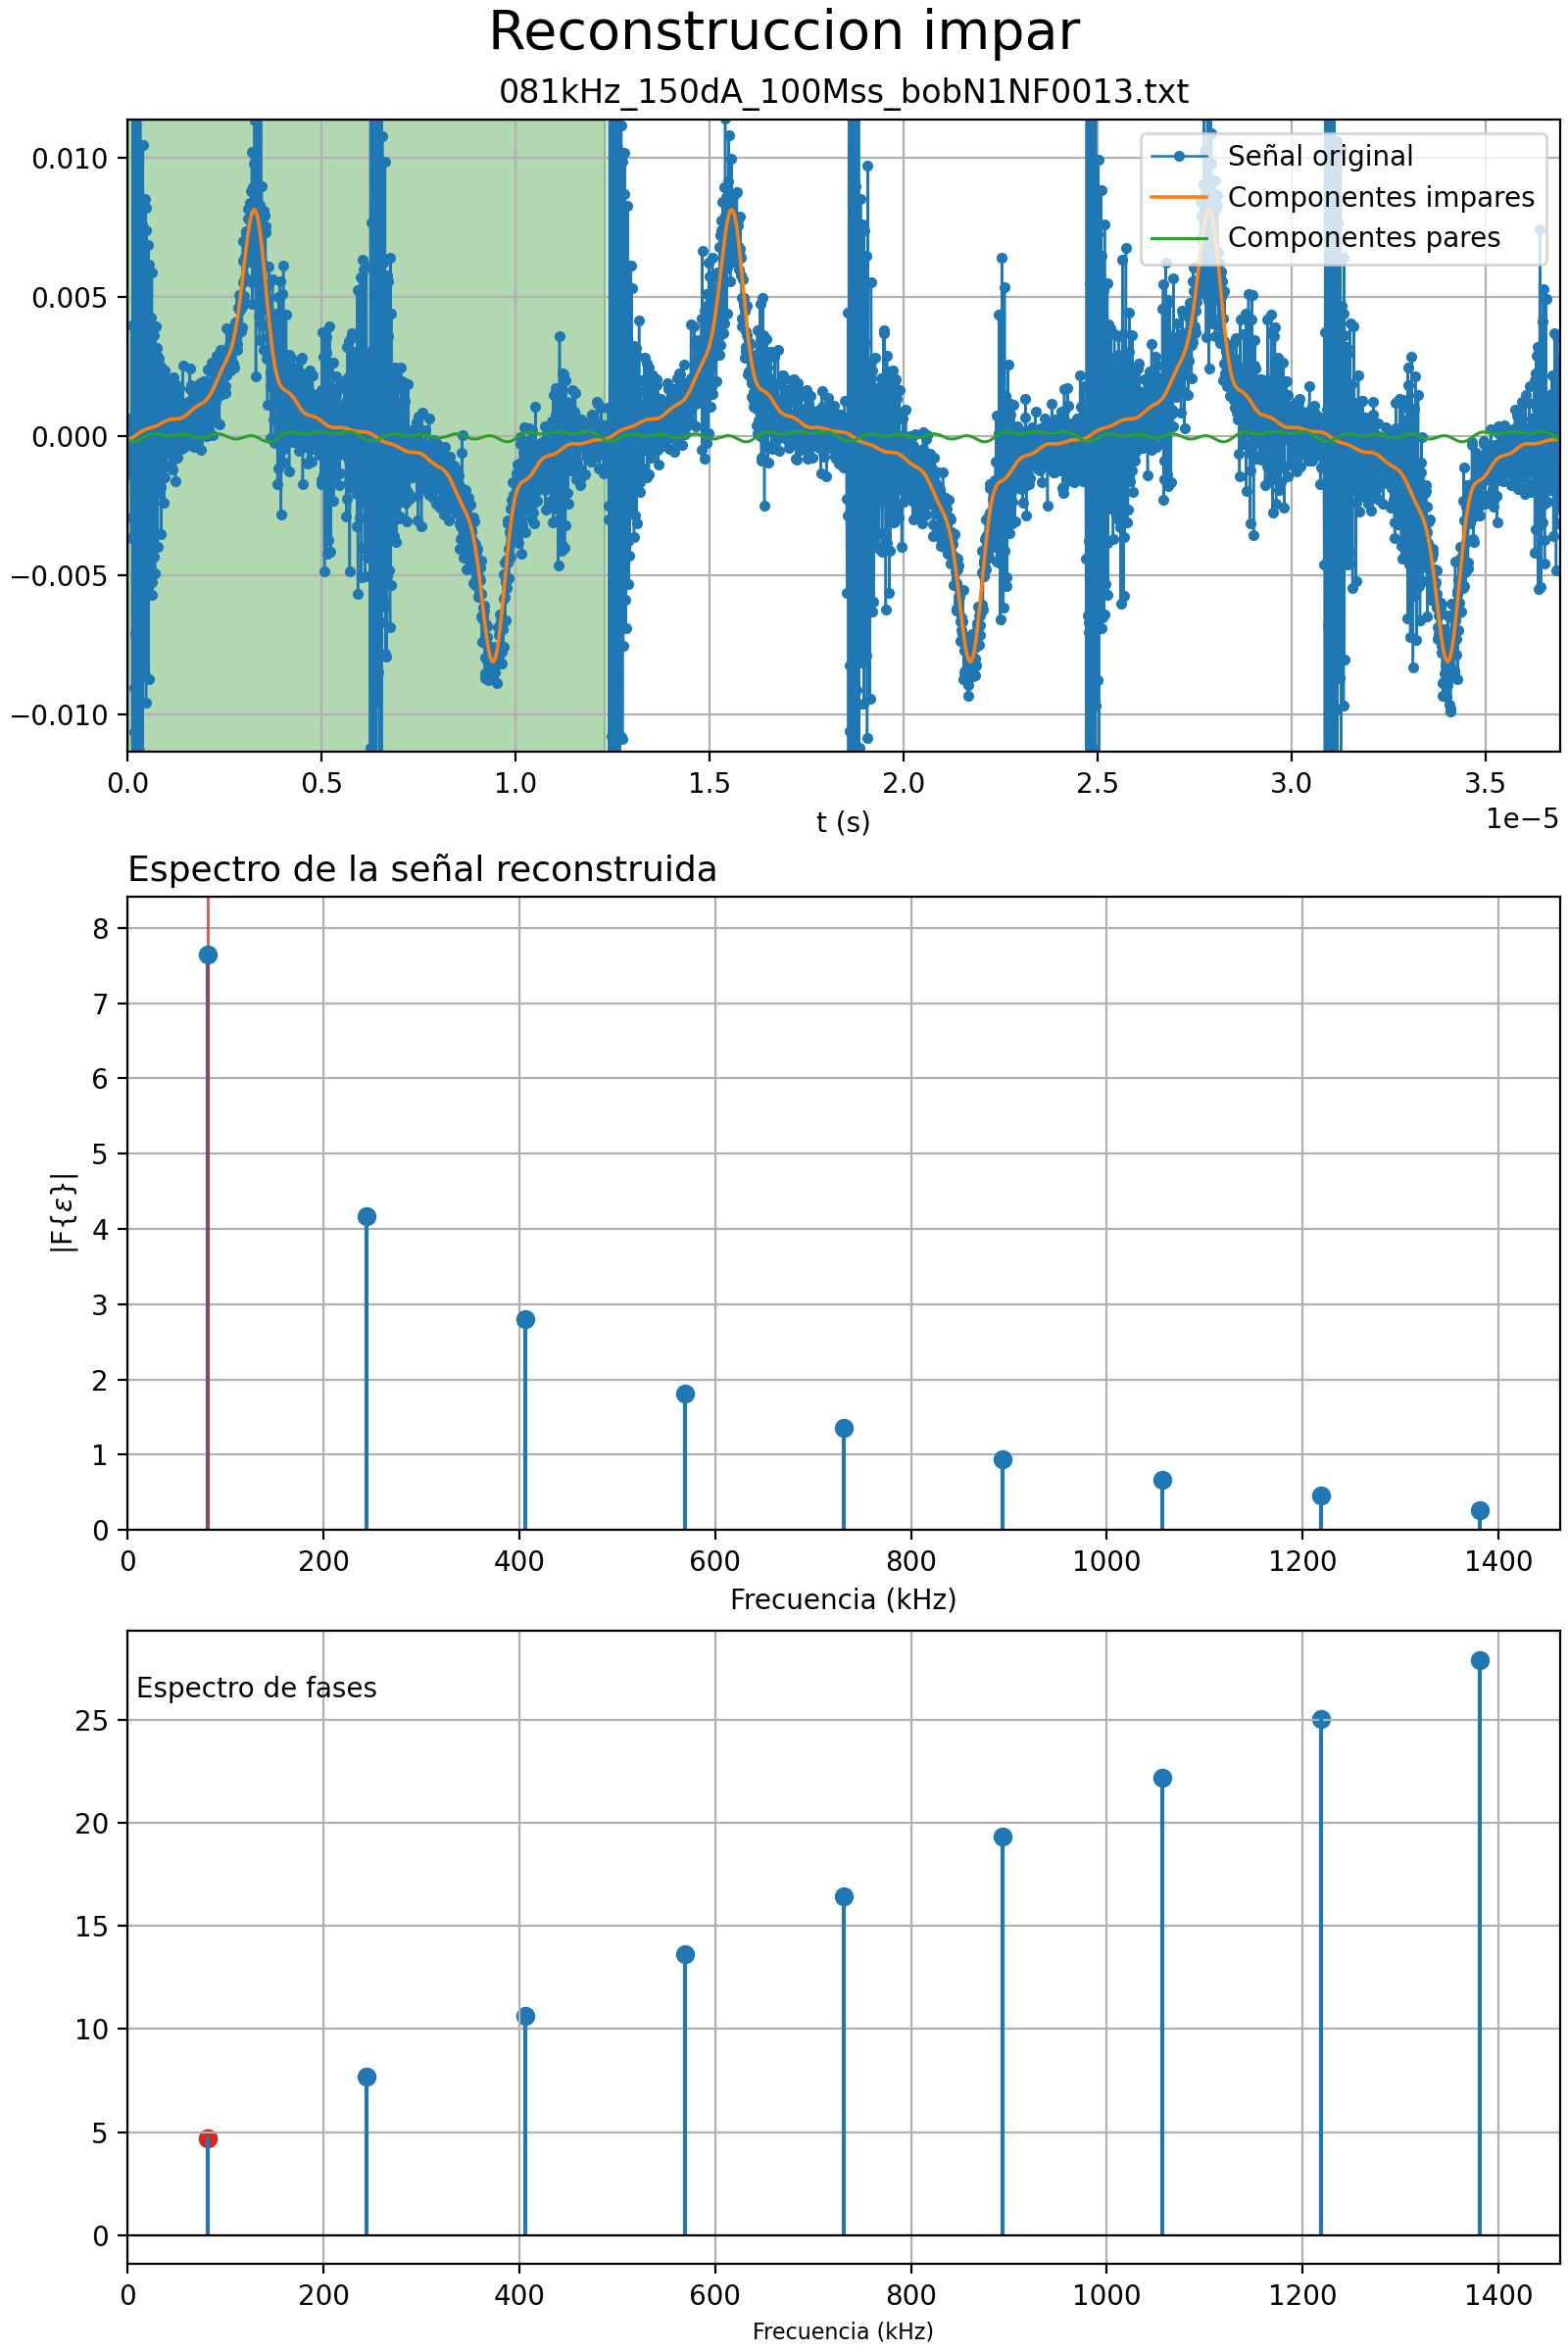 Reconstruccion impar
081kHz_150dA_100Mss_bobN1NF0013.txt
0.010
0.005
0.000
−0.005
−0.010
Señal original
Componentes impares
Componentes pares
0.0 0.5 1.0 1.5 2.0 2.5 3.0 3.5
1e−5
t (s)
Espectro de la señal reconstruida
8
7
6
5
4
3
2
1
0
|F{ε}|
0 200 400 600 800 1000 1200 1400
Frecuencia (kHz)
Espectro de fases
25
20
15
10
5
0
0 200 400 600 800 1000 1200 1400
Frecuencia (kHz)